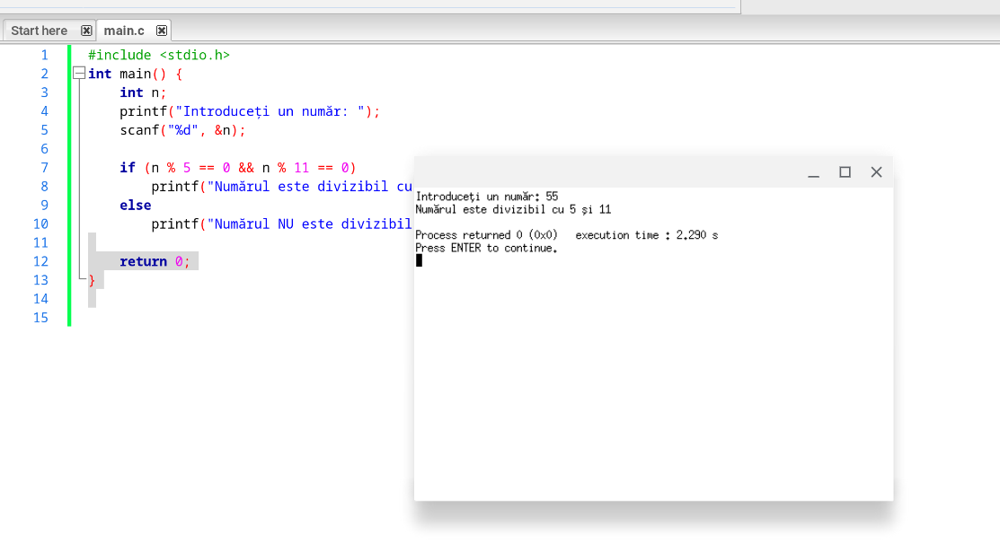 Start here
main.c
1 #include <stdio.h>
2 int main() {
3 int n;
4 printf("Introduceți un număr: ");
5 scanf("%d", &n);
6
7 if (n % 5 == 0 && n % 11 == 0)
8 printf("Numărul este divizibil cu
9 else
10 printf("Numărul NU este divizibil
11
12 return 0;
13 }
14
15
Introduceți un număr: 55
Numărul este divizibil cu 5 și 11
Process returned 0 (0x0) execution time : 2.290 s
Press ENTER to continue.